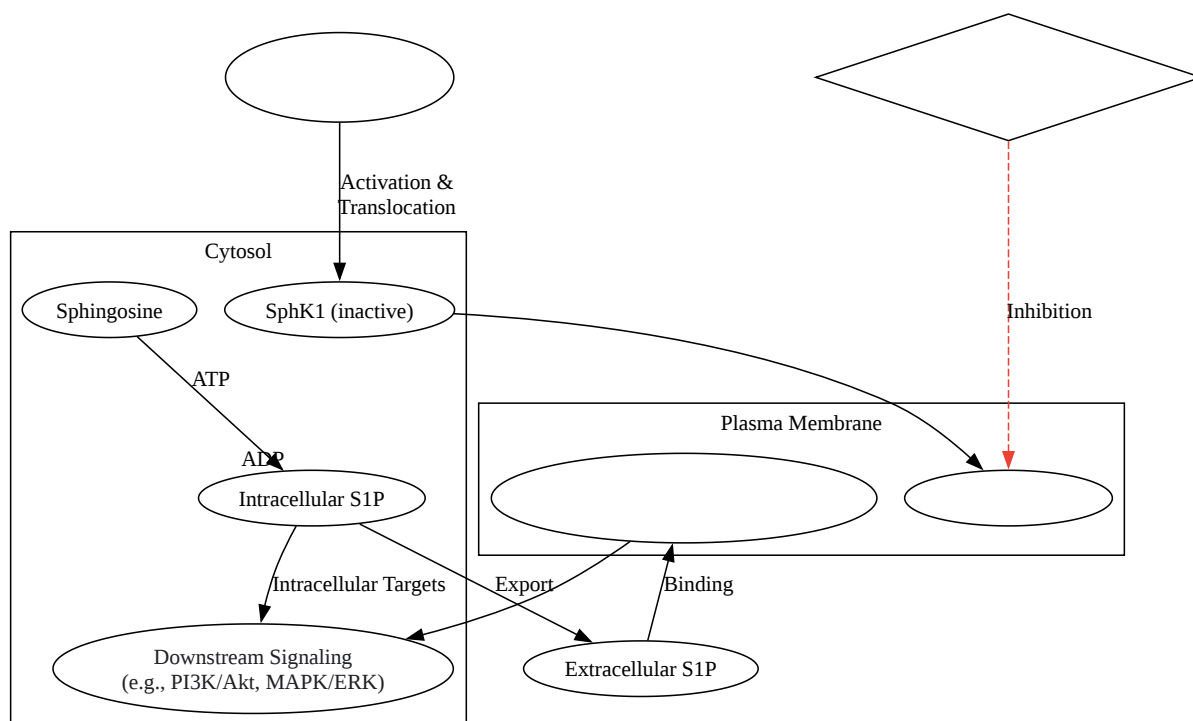 Activation &
Translocation
Cytosol
Sphingosine
SphK1 (inactive)
Inhibition
ATP
Plasma Membrane
ADP
Intracellular S1P
Intracellular Targets
Export
Binding
Downstream Signaling
(e.g., PI3K/Akt, MAPK/ERK)
Extracellular S1P